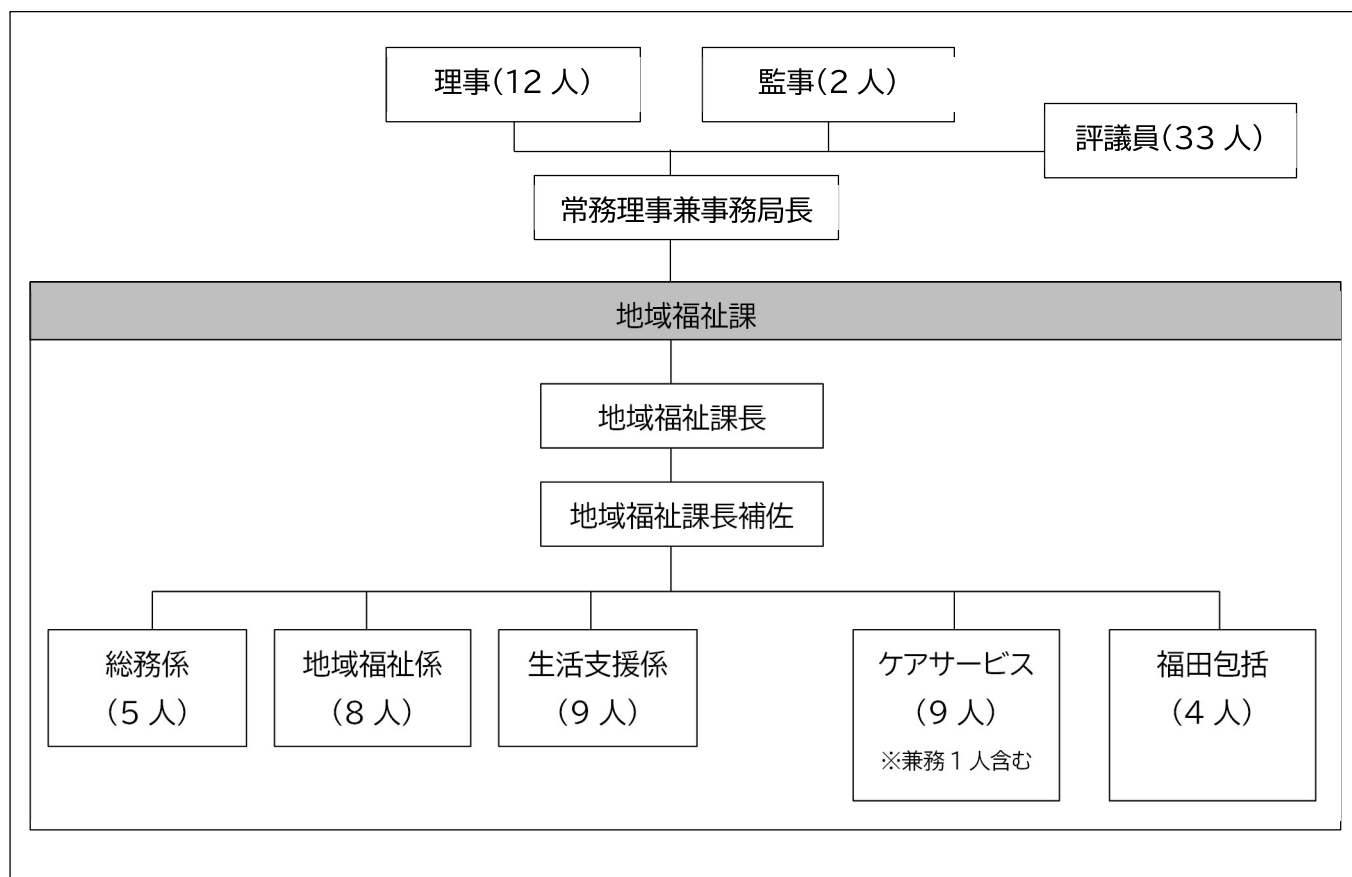 理事(12 人)
監事(2 人)
評議員(33 人)
常務理事兼事務局長
地域福祉課
地域福祉課長
地域福祉課長補佐
総務係
(5 人)
地域福祉係
(8 人)
生活支援係
(9 人)
ケアサービス
(9 人)
※兼務 1 人含む
福田包括
(4 人)